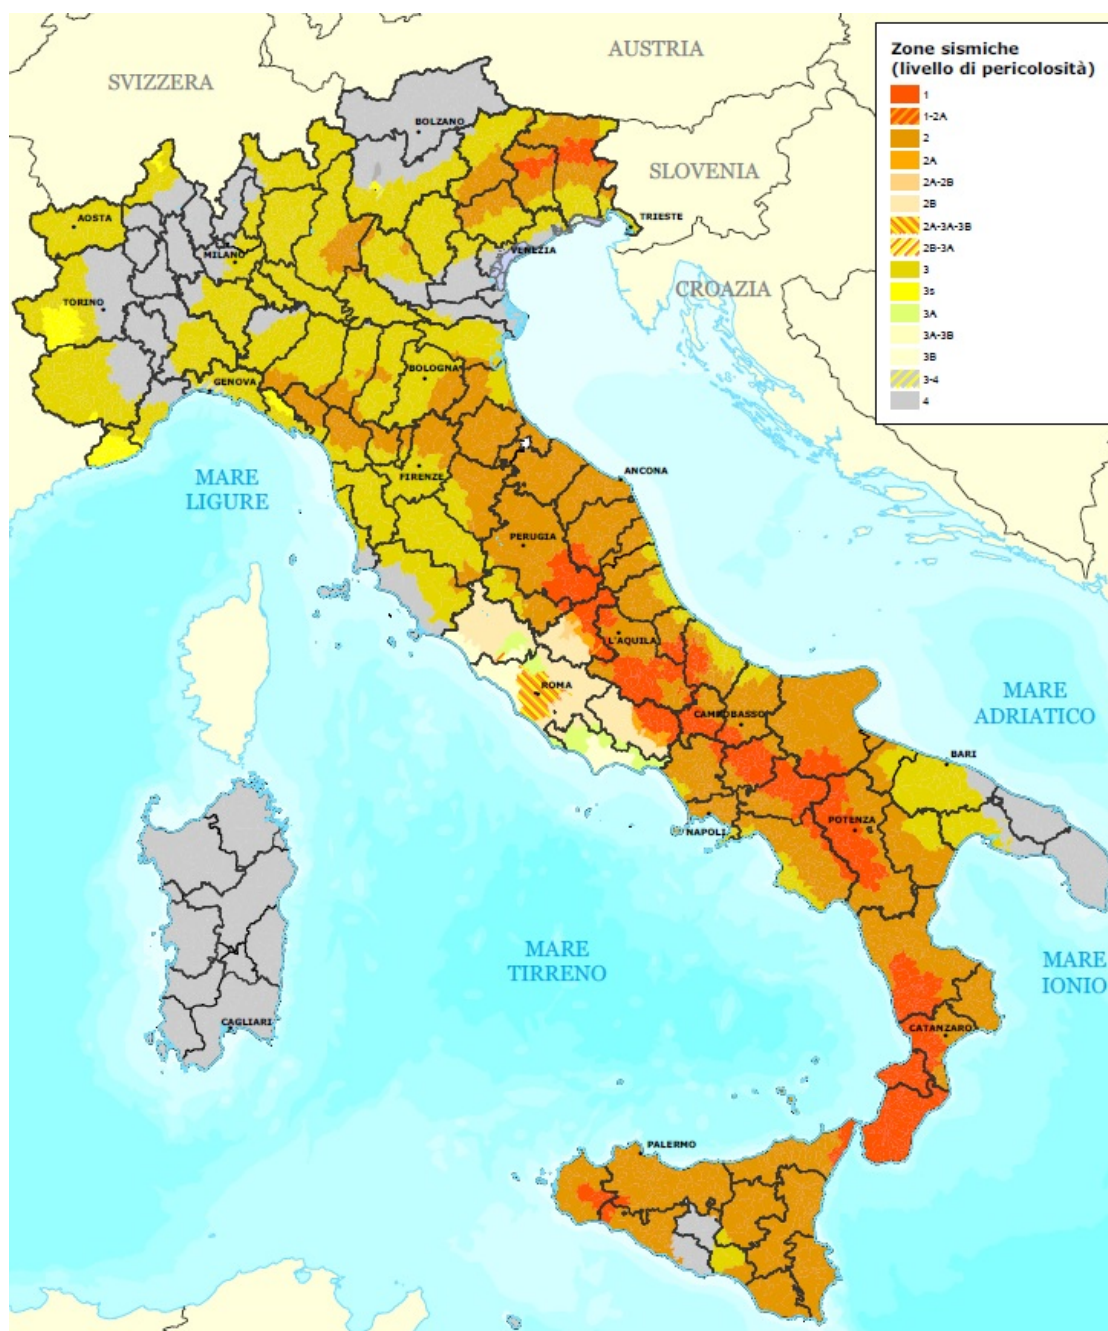 AUSTRIA
SVIZZERA
Zone sismiche
(livello di pericolosità)
1
1-2A
2
2A
2A-2B
2B
2A-3A-3B
2B-3A
3
3s
3A
3A-3B
3B
3-4
4
BOLZANO
SLOVENIA
AOSTA
TRIESTE
VENEZIA
MILANO
CROAZIA
TORINO
BOLOGNA
GENOVA
MARE
LIGURE
FIRENZE
ANCONA
PERUGIA
L'AQUILA
ROMA
MARE
ADRIATICO
CAMPOBASSO
BARI
POTENZA
NAPOLI
MARE
TIRRENO
MARE
IONIO
CAGLIARI
CATANZARO
PALERMO